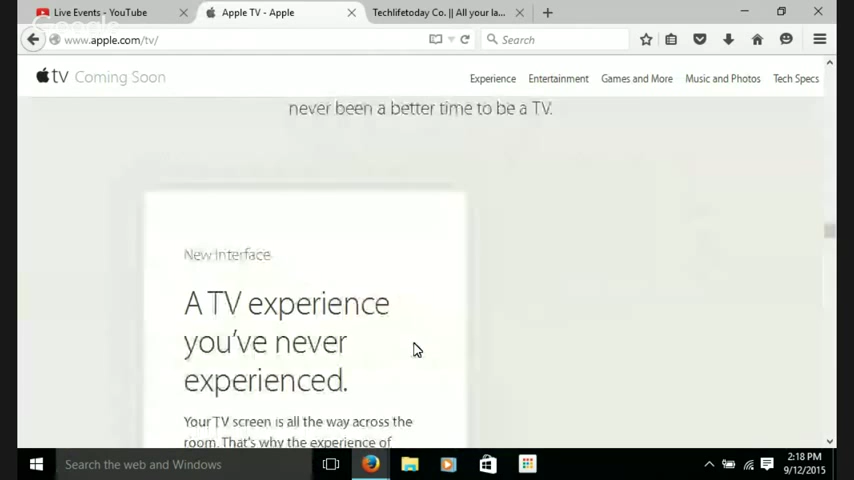 Live Events - YouTube
Apple TV - Apple
Techlifetoday Co. || All your la...
Google
www.apple.com/tv/
Search
tv Coming Soon
Experience Entertainment Games and More Music and Photos Tech Specs
never been a better time to be a TV.
New Interface
A TV experience
you've never
experienced.
Your TV screen is all the way across the
room. That's why the experience of
Search the web and Windows
2:18 PM
9/12/2015